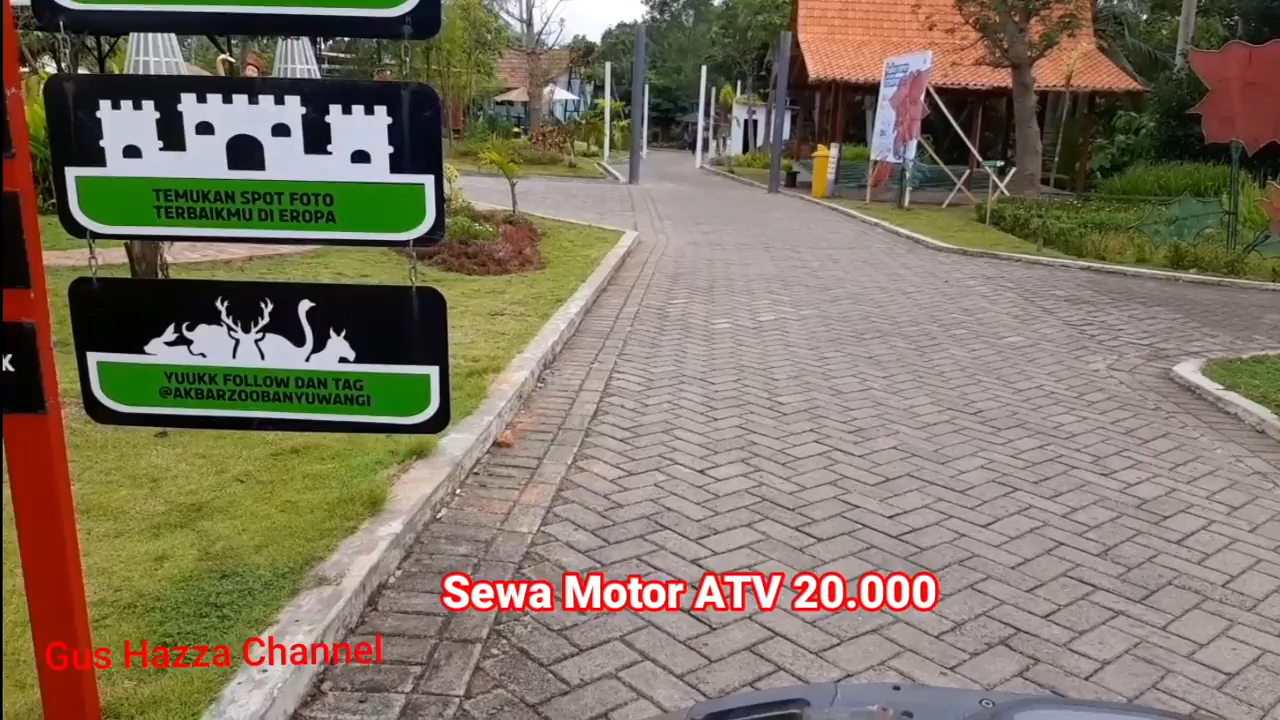 TEMUKAN SPOT FOTO
TERBAIKMU DI EROPA
K
YUUKK FOLLOW DAN TAG
@AKBARZOOBANYUWANGI
Sewa Motor ATV 20.000
Gus Hazza Channel